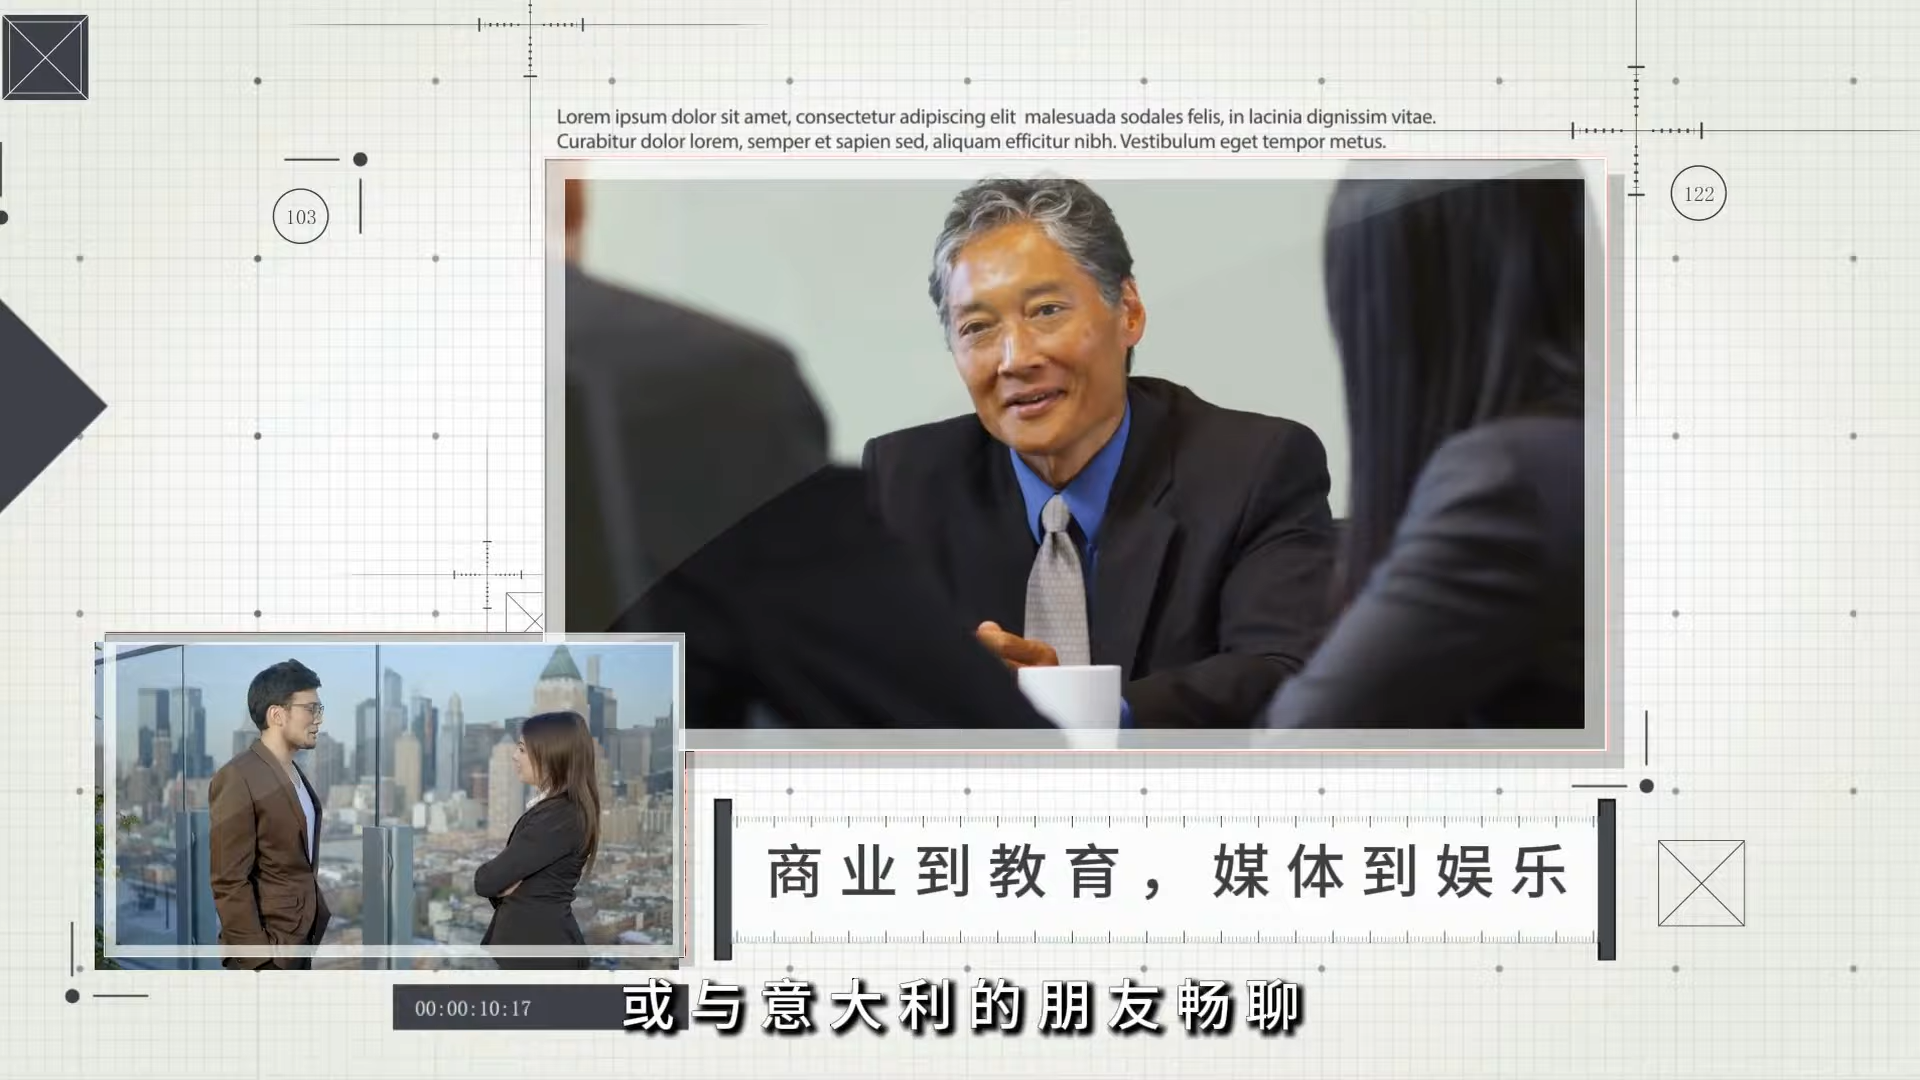 Lorem ipsum dolor sit amet, consectetur adipiscing elit  malesuada sodales felis, in lacinia dignissim vitae.
Curabitur dolor lorem, semper et sapien sed, aliquam efficitur nibh. Vestibulum eget tempor metus.
103
122
商业到教育，媒体到娱乐
00:00:10:17
或与意大利的朋友畅聊